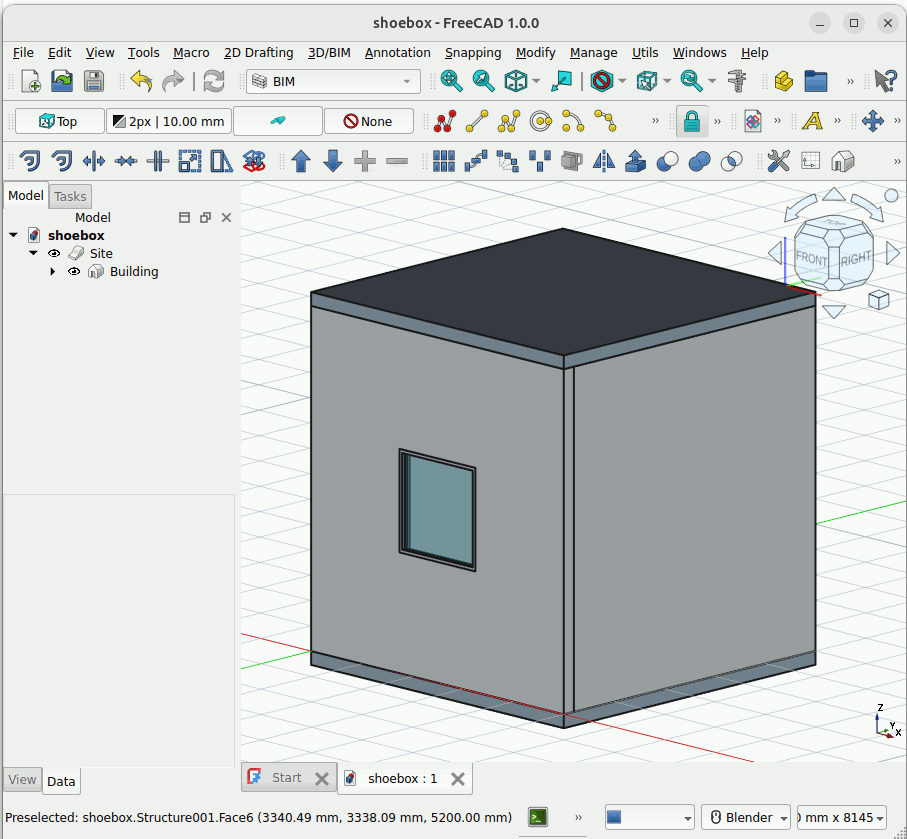 shoebox - FreeCAD 1.0.0
File Edit View Tools Macro 2D Drafting 3D/BIM Annotation Snapping Modify Manage Utils Windows Help
BIM
Top 2px | 10.00 mm None
Model Tasks
Model
shoebox
Site
Building
TOP
FRONT RIGHT
Z
Y
X
View Data
Start shoebox : 1
Preselected: shoebox.Structure001.Face6 (3340.49 mm, 3338.09 mm, 5200.00 mm) Blender mm x 8145